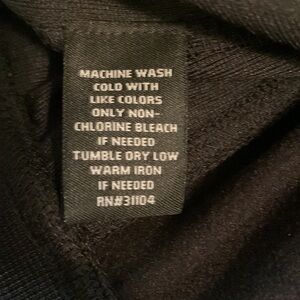 MACHINE WASH
COLD WITH
LIKE COLORS
ONLY NON-
CHLORINE BLEACH
IF NEEDED
TUMBLE DRY LOW
WARM IRON
IF NEEDED
RN#31104